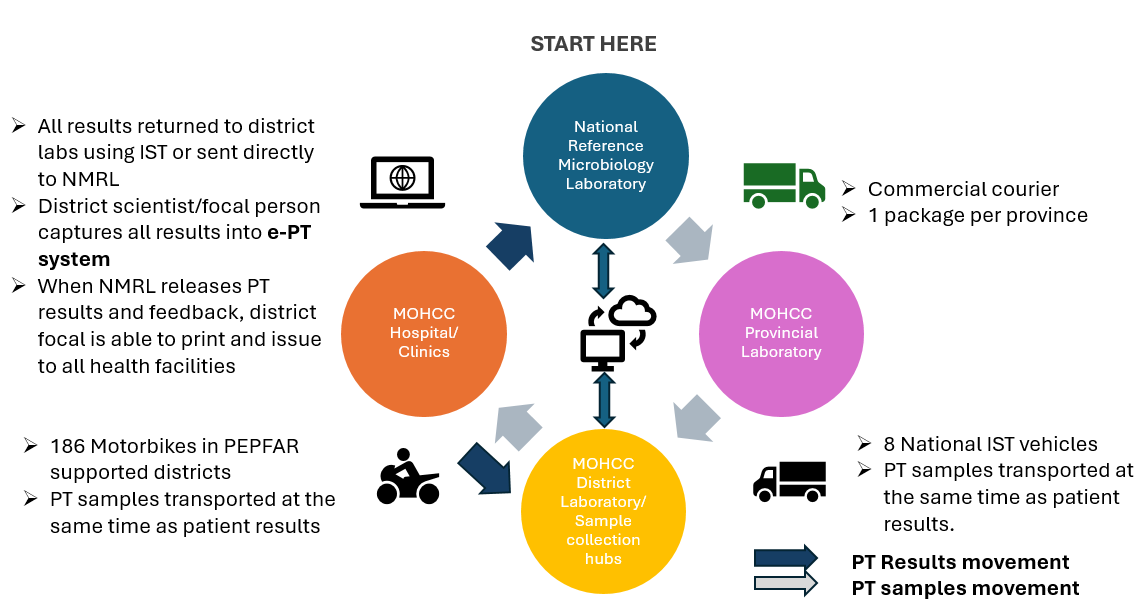 START HERE
National
Reference
Microbiology
Laboratory
➢ All results returned to district
labs using IST or sent directly
to NMRL
➢ District scientist/focal person
captures all results into e-PT
system
➢ When NMRL releases PT
results and feedback, district
focal is able to print and issue
to all health facilities
➢ Commercial courier
➢ 1 package per province
MOHCC
Hospital/
Clinics
MOHCC
Provincial
Laboratory
➢ 186 Motorbikes in PEPFAR
supported districts
➢ PT samples transported at the
same time as patient results
MOHCC
District
Laboratory/
Sample
collection
hubs
➢ 8 National IST vehicles
➢ PT samples transported at
the same time as patient
results.
PT Results movement
PT samples movement